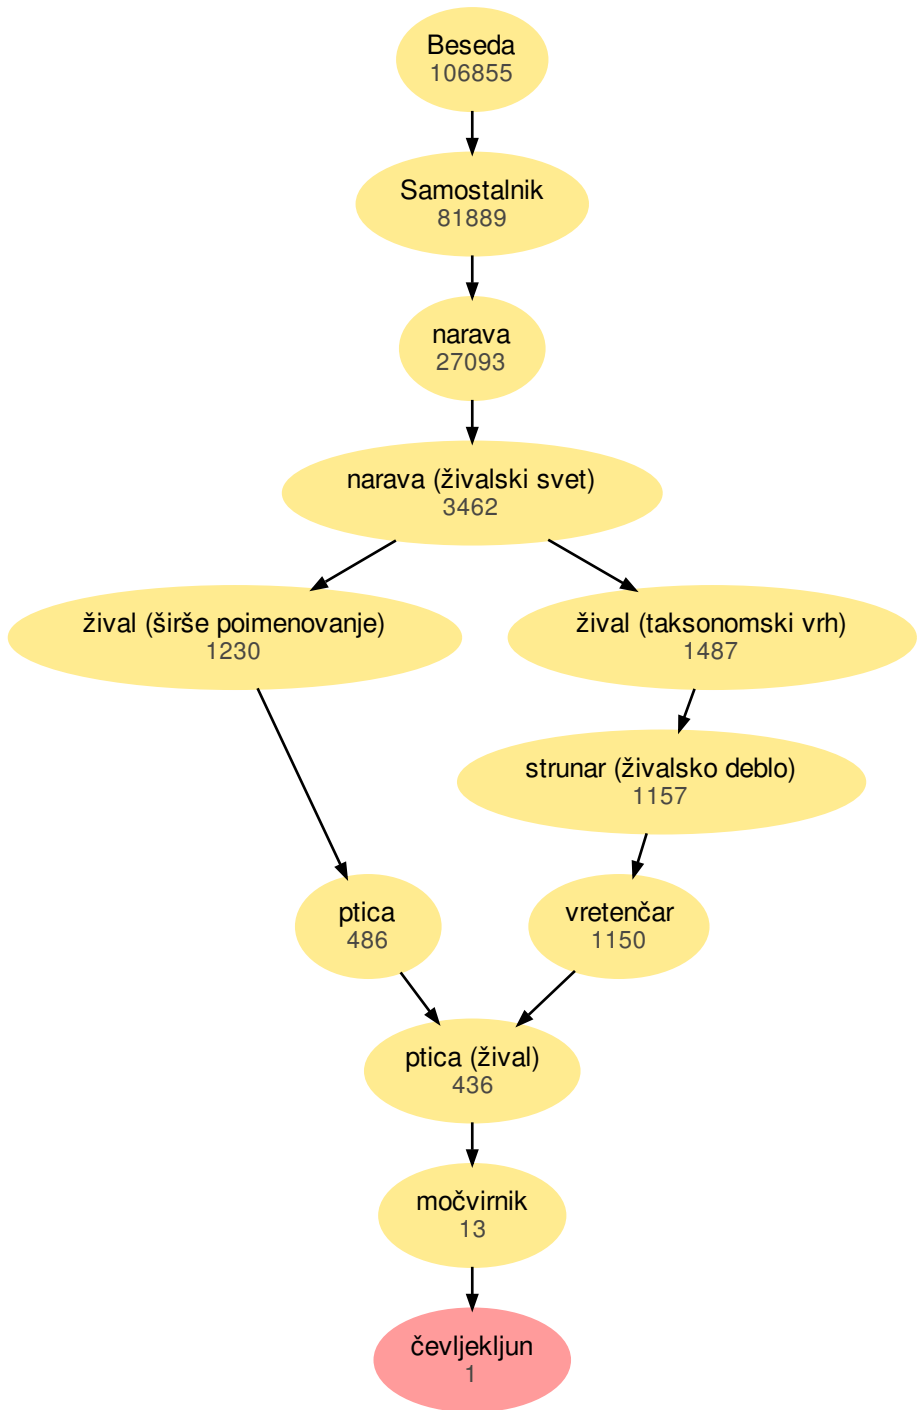 Beseda
106855
Samostalnik
81889
narava
27093
narava (živalski svet)
3462
žival (širše poimenovanje)
1230
žival (taksonomski vrh)
1487
strunar (živalsko deblo)
1157
ptica
486
vretenčar
1150
ptica (žival)
436
močvirnik
13
čevljekljun
1